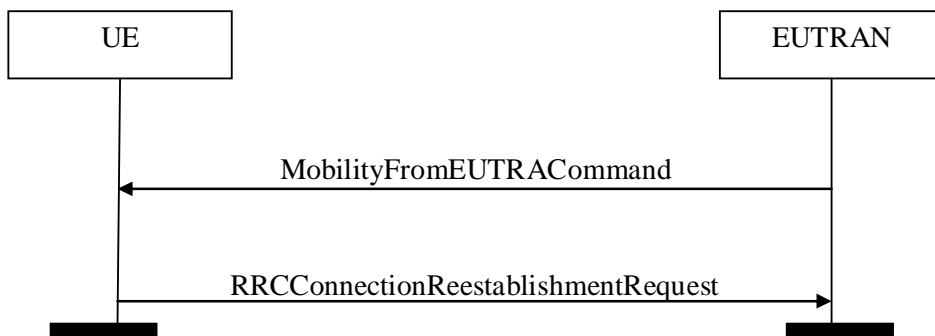 UE
EUTRAN
MobilityFromEUTRACommand
RRCConnectionReestablishmentRequest